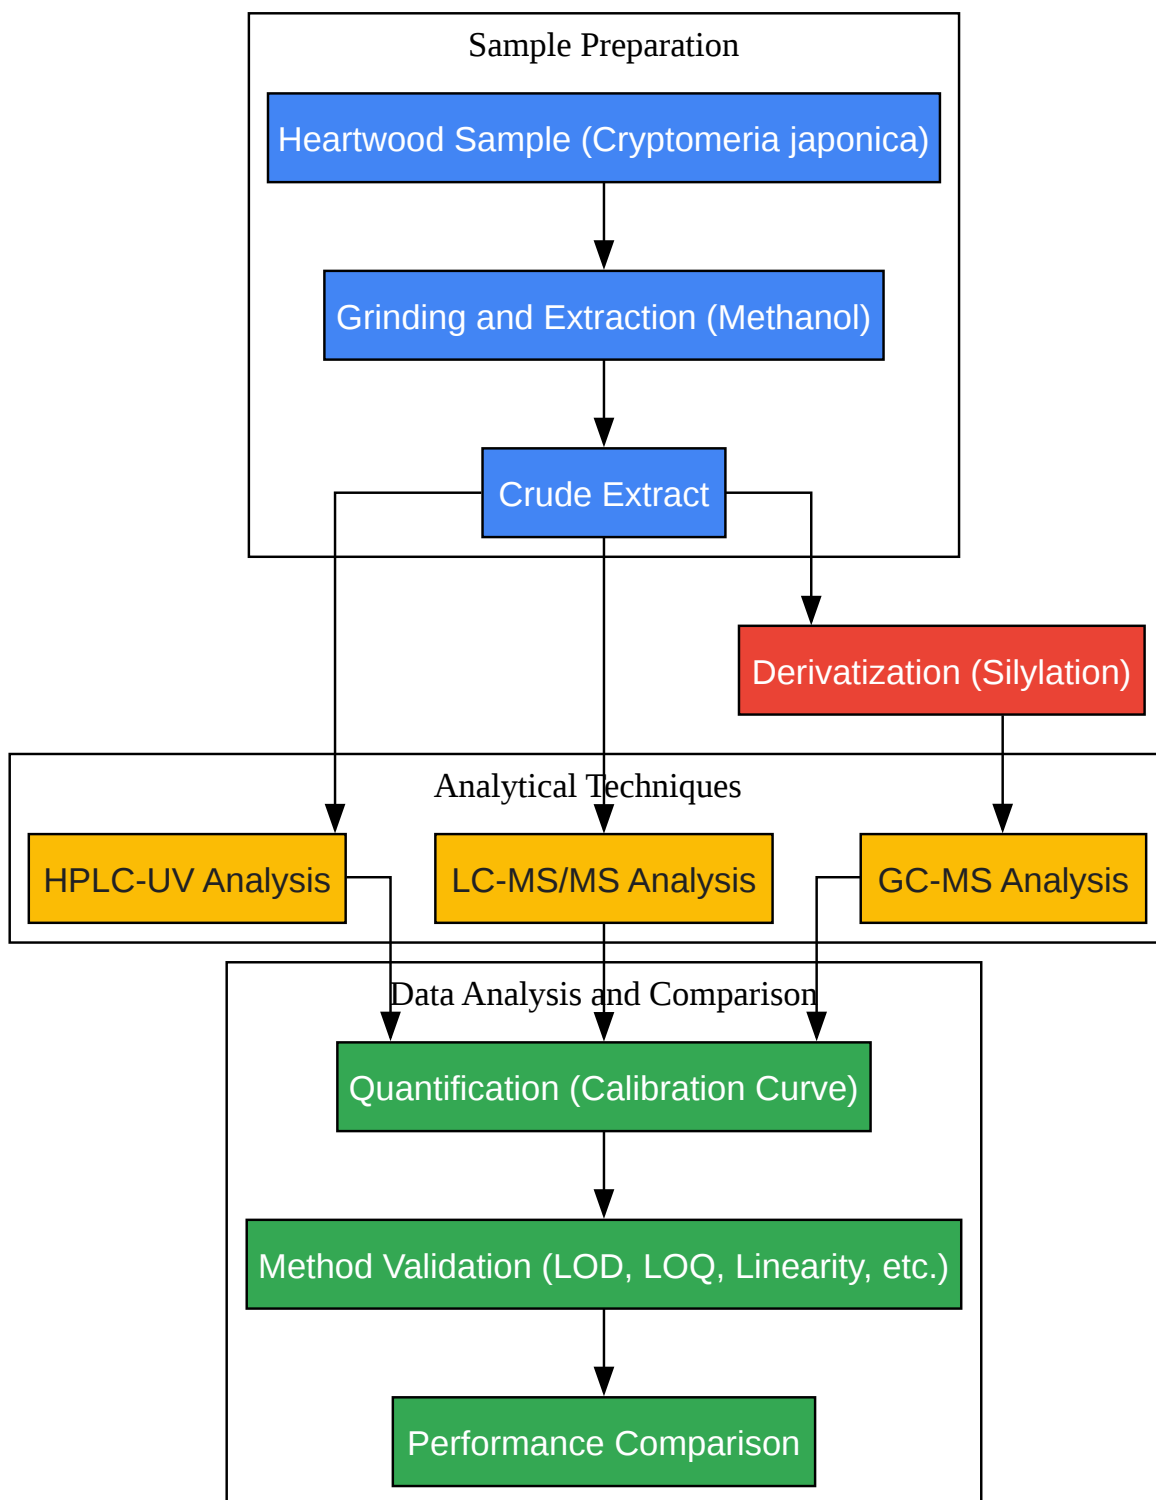 Sample Preparation
Heartwood Sample (Cryptomeria japonica)
Grinding and Extraction (Methanol)
Crude Extract
Derivatization (Silylation)
Analytical Techniques
HPLC-UV Analysis
LC-MS/MS Analysis
GC-MS Analysis
Data Analysis and Comparison
Quantification (Calibration Curve)
Method Validation (LOD, LOQ, Linearity, etc.)
Performance Comparison